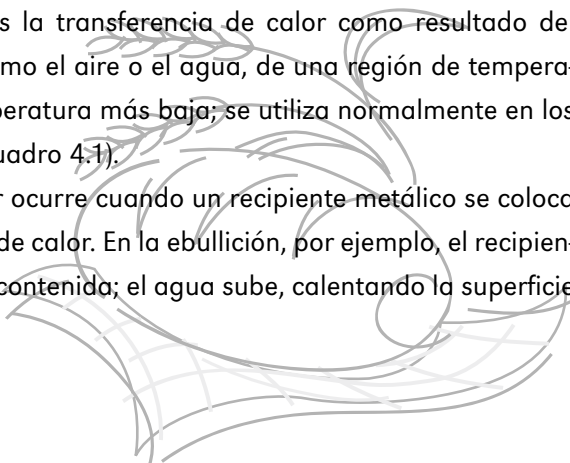 s la transferencia de calor como resultado de
mo el aire o el agua, de una región de tempera-
peratura más baja; se utiliza normalmente en los
uadro 4.1).
r ocurre cuando un recipiente metálico se coloca
de calor. En la ebullición, por ejemplo, el recipien-
contenida; el agua sube, calentando la superficie